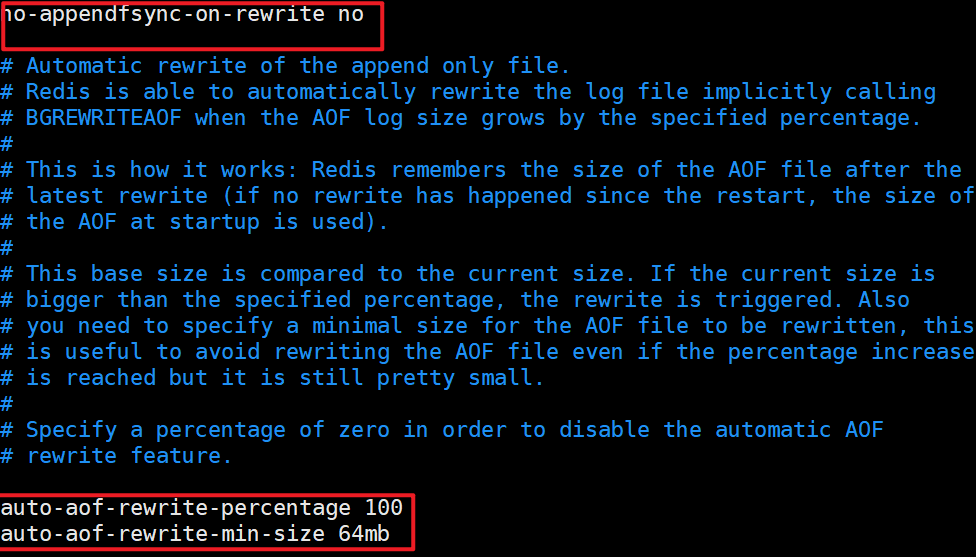 no-appendfsync-on-rewrite no
# Automatic rewrite of the append only file.
# Redis is able to automatically rewrite the log file implicitly calling
# BGREWRITEAOF when the AOF log size grows by the specified percentage.
#
# This is how it works: Redis remembers the size of the AOF file after the
# latest rewrite (if no rewrite has happened since the restart, the size of
# the AOF at startup is used).
#
# This base size is compared to the current size. If the current size is
# bigger than the specified percentage, the rewrite is triggered. Also
# you need to specify a minimal size for the AOF file to be rewritten, this
# is useful to avoid rewriting the AOF file even if the percentage increase
# is reached but it is still pretty small.
#
# Specify a percentage of zero in order to disable the automatic AOF
# rewrite feature.
auto-aof-rewrite-percentage 100
auto-aof-rewrite-min-size 64mb